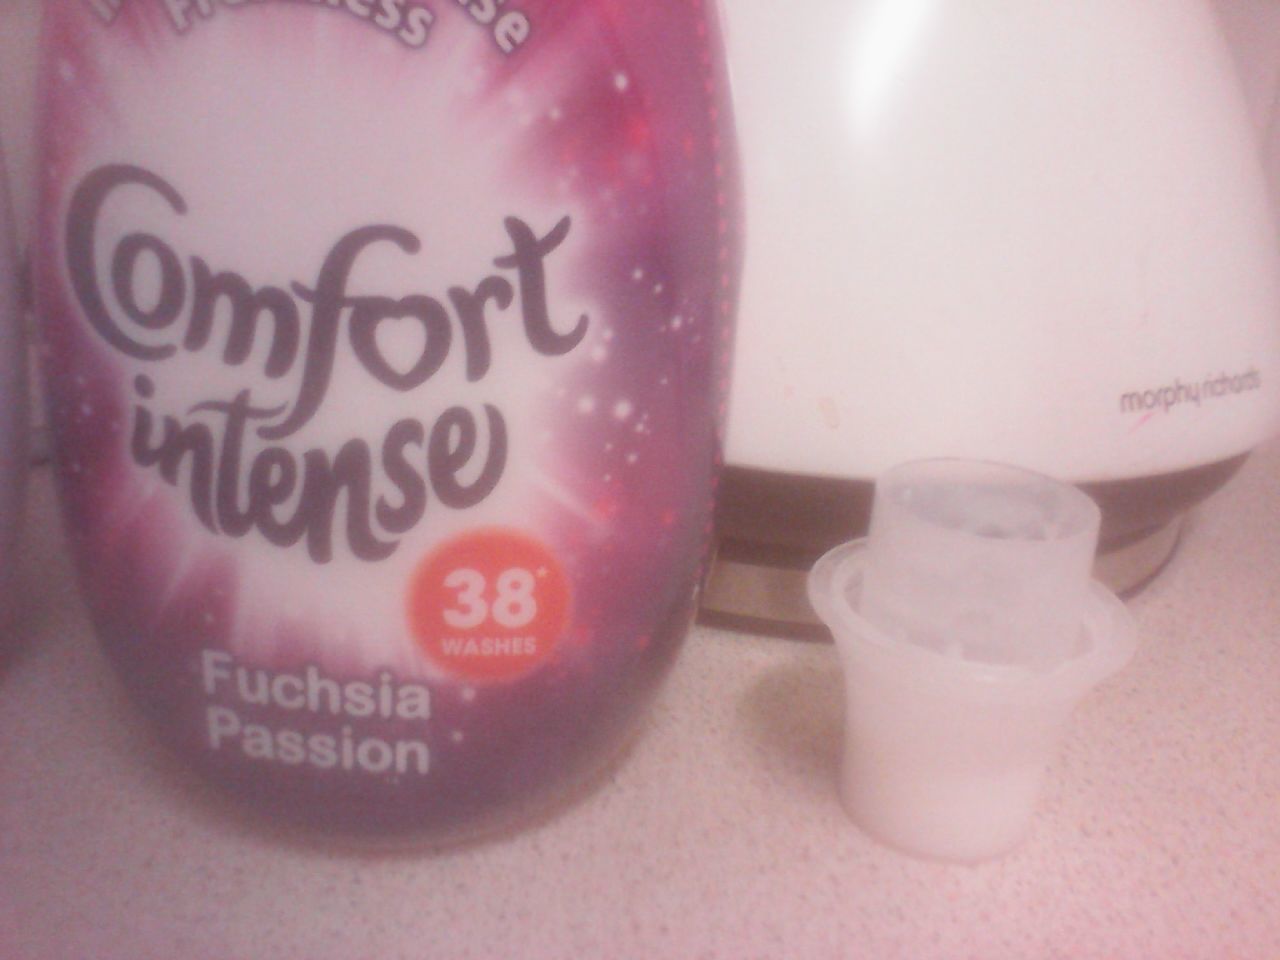 Comfort
intense
38*
WASHES
Fuchsia
Passion
morphy richards